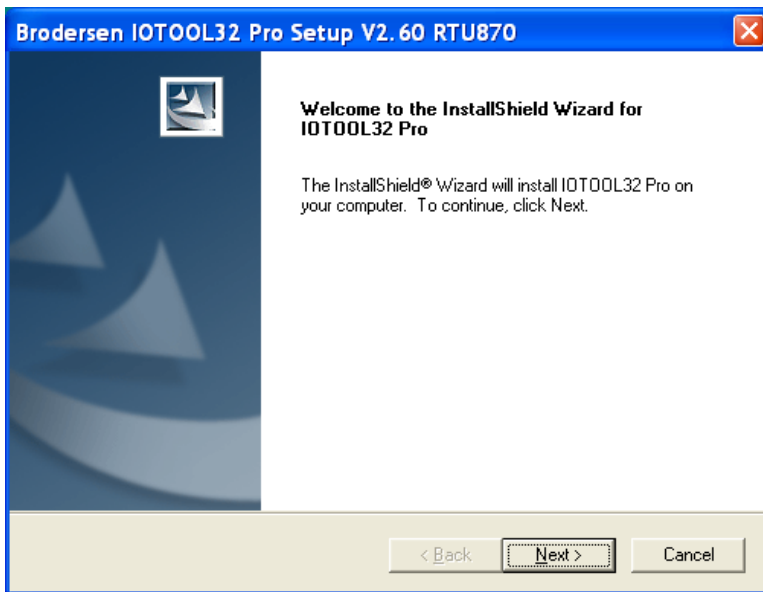 Brodersen IOTOOL32 Pro Setup V2.60 RTU870
Welcome to the InstallShield Wizard for
IOTOOL32 Pro
The InstallShield® Wizard will install IOTOOL32 Pro on
your computer. To continue, click Next.
< Back
Next >
Cancel